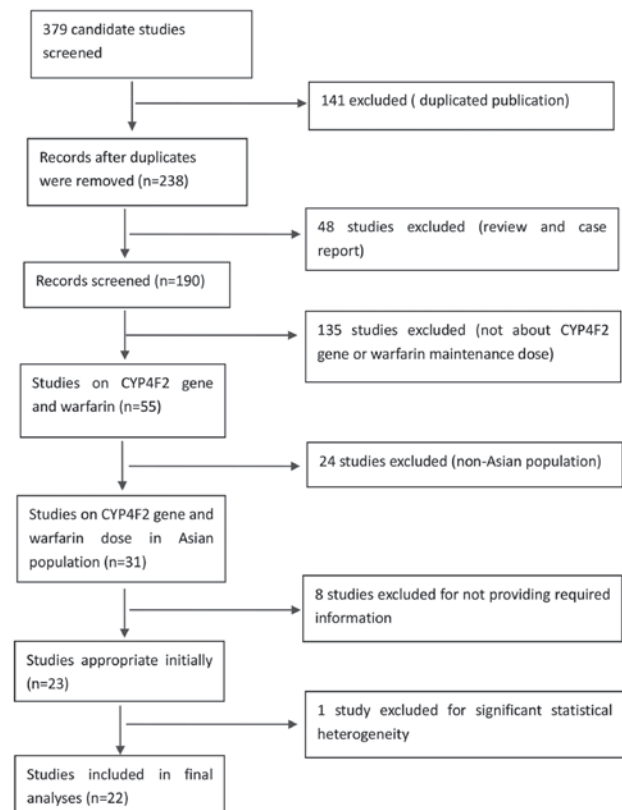 379 candidate studies
screened
141 excluded ( duplicated publication)
Records after duplicates
were removed (n=238)
48 studies excluded (review and case
report)
Records screened (n=190)
135 studies excluded (not about CYP4F2
gene or warfarin maintenance dose)
Studies on CYP4F2 gene
and warfarin (n=55)
24 studies excluded (non-Asian population)
Studies on CYP4F2 gene and
warfarin dose in Asian
population (n=31)
8 studies excluded for not providing required
information
Studies appropriate initially
(n=23)
1 study excluded for significant statistical
heterogeneity
Studies included in final
analyses (n=22)